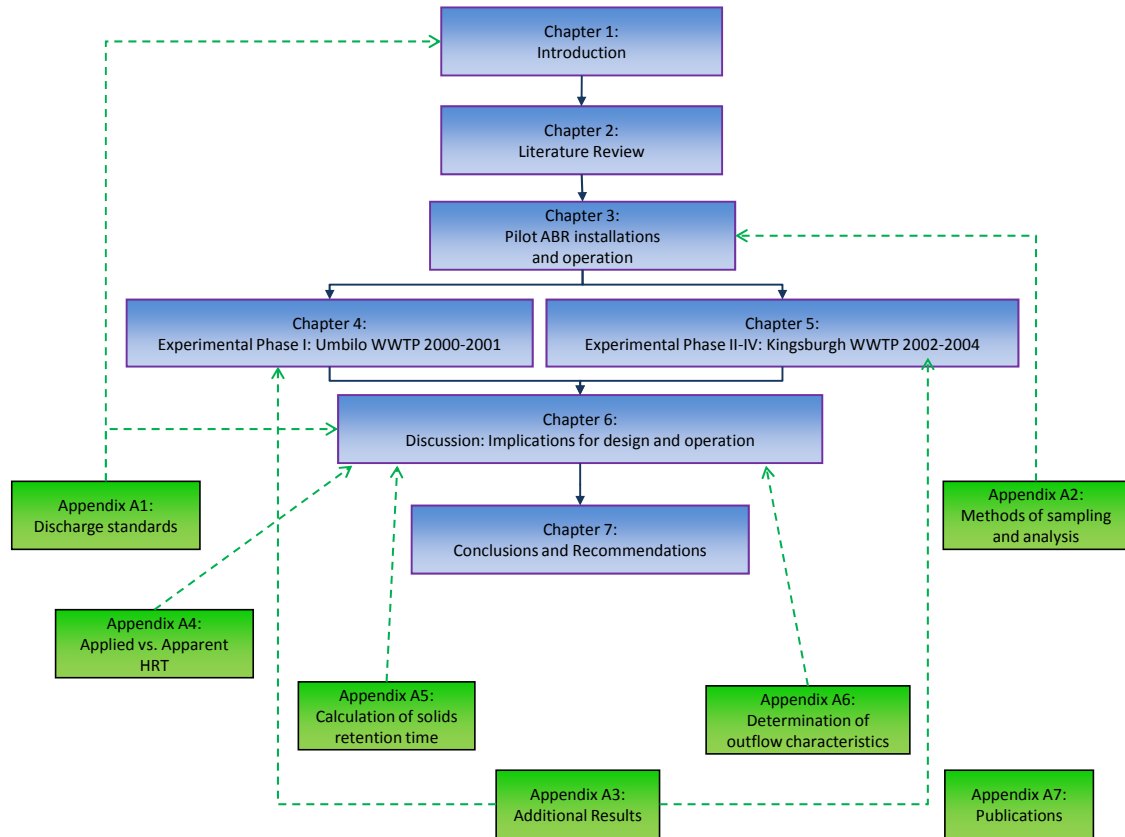 Chapter 1:
Introduction
Chapter 2:
Literature Review
Chapter 3:
Pilot ABR installations
and operation
Chapter 4:
Experimental Phase I: Umbilo WWTP 2000-2001
Chapter 5:
Experimental Phase II-IV: Kingsburgh WWTP 2002-2004
Chapter 6:
Discussion: Implications for design and operation
Appendix A1:
Discharge standards
Appendix A2:
Methods of sampling
and analysis
Chapter 7:
Conclusions and Recommendations
Appendix A4:
Applied vs. Apparent
HRT
Appendix A5:
Calculation of solids
retention time
Appendix A6:
Determination of
outflow characteristics
Appendix A3:
Additional Results
Appendix A7:
Publications